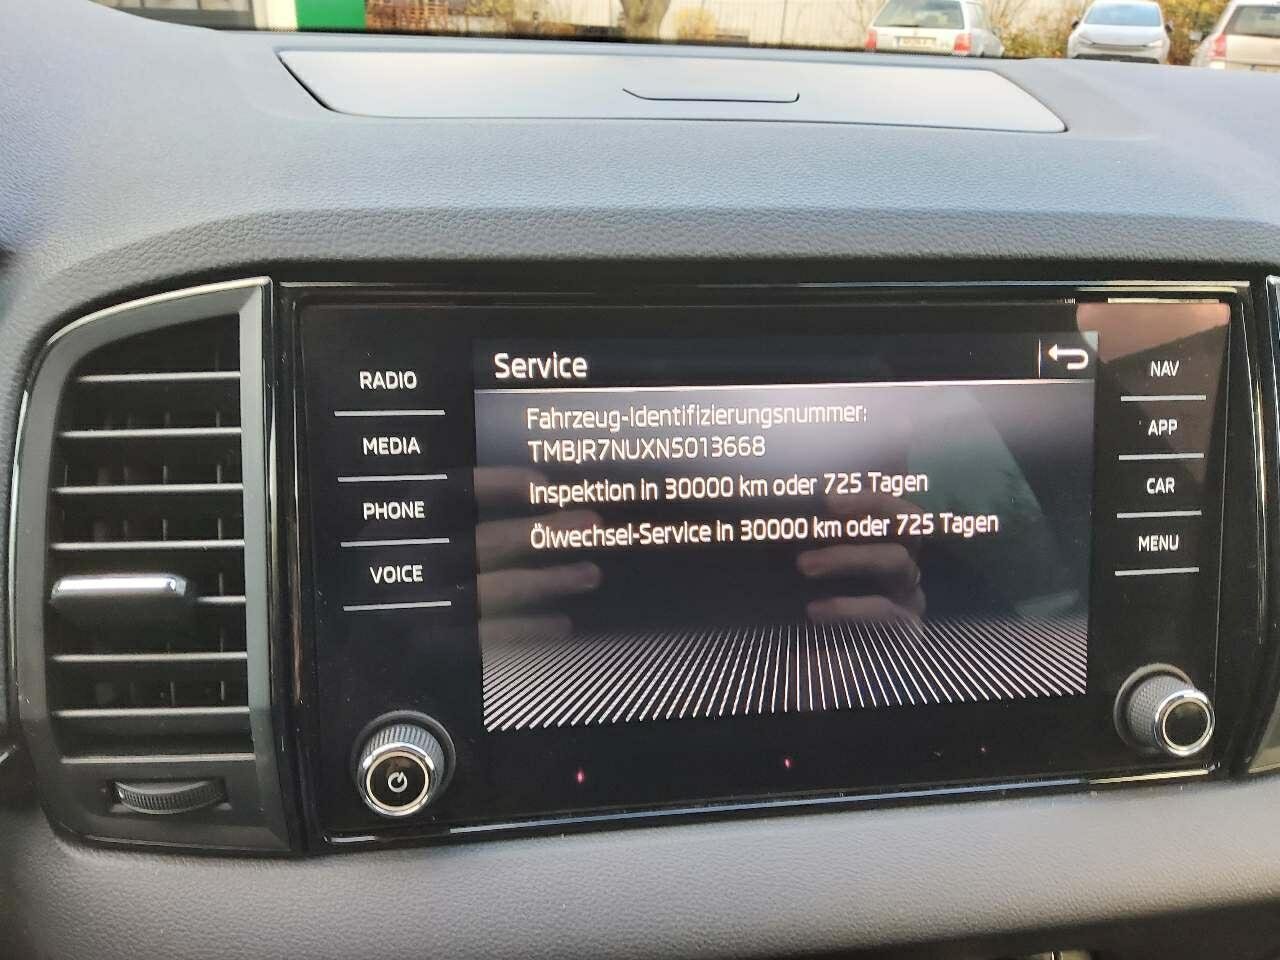 Service
RADIO
MEDIA
PHONE
VOICE
Fahrzeug-Identifizierungsnummer:
TMBJR7NUXN5013668
Inspektion in 30000 km oder 725 Tagen
Ölwechsel-Service in 30000 km oder 725 Tagen
NAV
APP
CAR
MENU